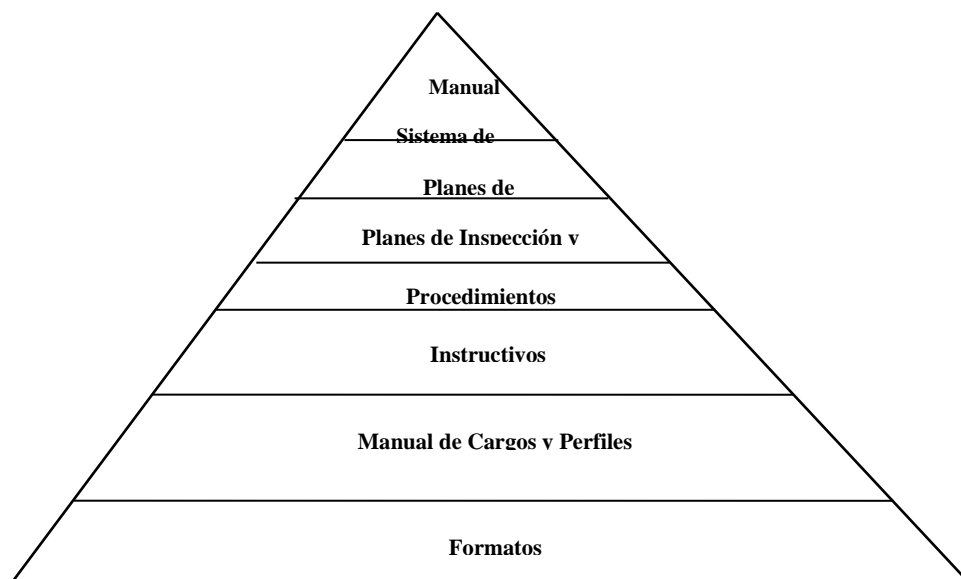 Manual
Sistema de
Planes de
Planes de Inspección y
Procedimientos
Instructivos
Manual de Cargos y Perfiles
Formatos